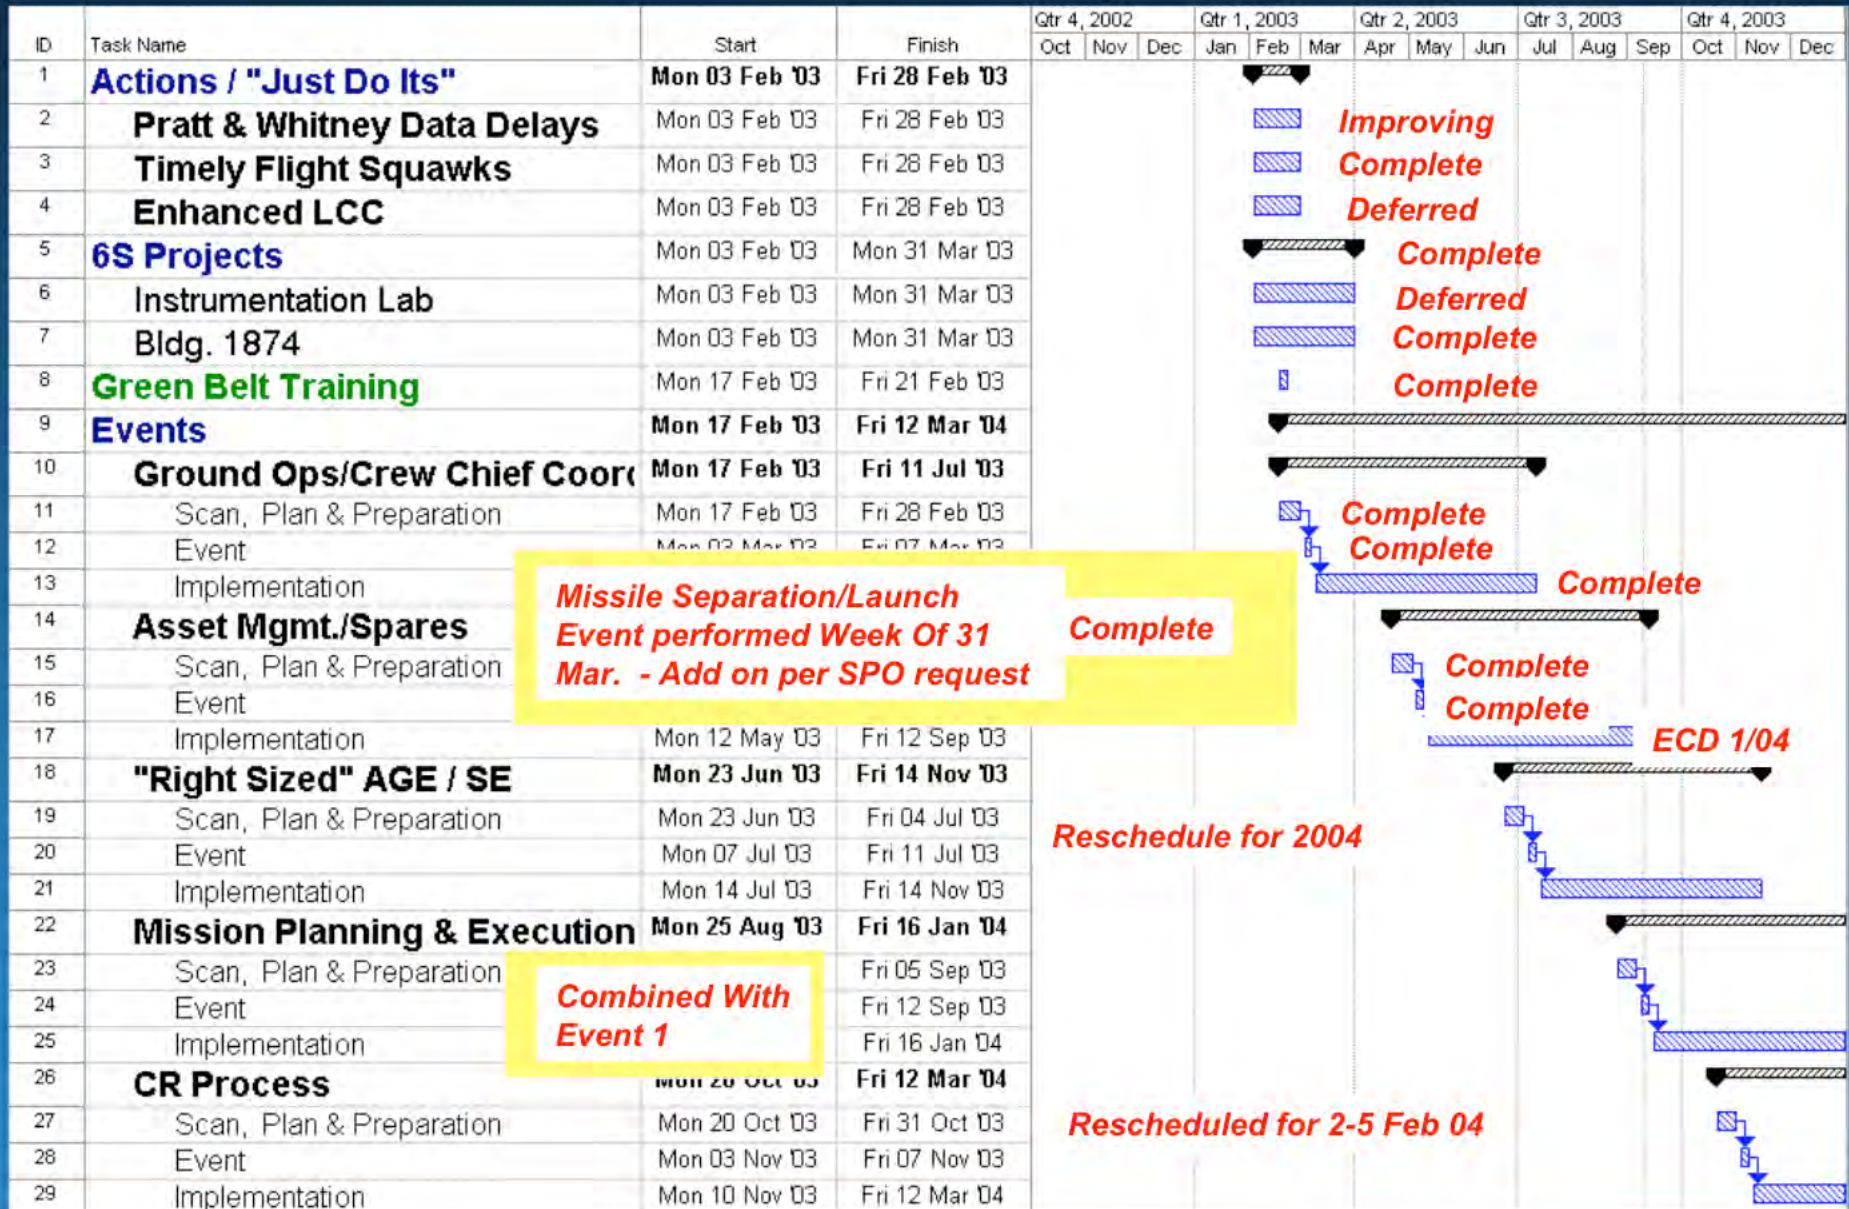 Qtr 4, 2002 Qtr 1, 2003 Qtr 2, 2003 Qtr 3, 2003 Qtr 4, 2003
ID Task Name Start Finish Oct Nov Dec Jan Feb Mar Apr May Jun Jul Aug Sep Oct Nov Dec
1 Actions / "Just Do Its" Mon 03 Feb '03 Fri 28 Feb '03
2 Pratt & Whitney Data Delays Mon 03 Feb '03 Fri 28 Feb '03 Improving
3 Timely Flight Squawks Mon 03 Feb '03 Fri 28 Feb '03 Complete
4 Enhanced LCC Mon 03 Feb '03 Fri 28 Feb '03 Deferred
5 6S Projects Mon 03 Feb '03 Mon 31 Mar '03 Complete
6 Instrumentation Lab Mon 03 Feb '03 Mon 31 Mar '03 Deferred
7 Bldg. 1874 Mon 03 Feb '03 Mon 31 Mar '03 Complete
8 Green Belt Training Mon 17 Feb '03 Fri 21 Feb '03 Complete
9 Events Mon 17 Feb '03 Fri 12 Mar '04
10 Ground Ops/Crew Chief Coor Mon 17 Feb '03 Fri 11 Jul '03
11 Scan, Plan & Preparation Mon 17 Feb '03 Fri 28 Feb '03 Complete
12 Event Mon 03 Mar '03 Fri 07 Mar '03 Complete
13 Implementation Complete
Missile Separation/Launch
Event performed Week Of 31 Complete
Mar. - Add on per SPO request
14 Asset Mgmt./Spares
15 Scan, Plan & Preparation Complete
16 Event Complete
17 Implementation Mon 12 May '03 Fri 12 Sep '03 ECD 1/04
18 "Right Sized" AGE / SE Mon 23 Jun '03 Fri 14 Nov '03
19 Scan, Plan & Preparation Mon 23 Jun '03 Fri 04 Jul '03
Reschedule for 2004
20 Event Mon 07 Jul '03 Fri 11 Jul '03
21 Implementation Mon 14 Jul '03 Fri 14 Nov '03
22 Mission Planning & Execution Mon 25 Aug '03 Fri 16 Jan '04
23 Scan, Plan & Preparation Fri 05 Sep '03
24 Event Fri 12 Sep '03
25 Implementation Fri 16 Jan '04
Combined With
Event 1
26 CR Process Mon 20 Oct '03 Fri 12 Mar '04
27 Scan, Plan & Preparation Mon 20 Oct '03 Fri 31 Oct '03 Rescheduled for 2-5 Feb 04
28 Event Mon 03 Nov '03 Fri 07 Nov '03
29 Implementation Mon 10 Nov '03 Fri 12 Mar '04